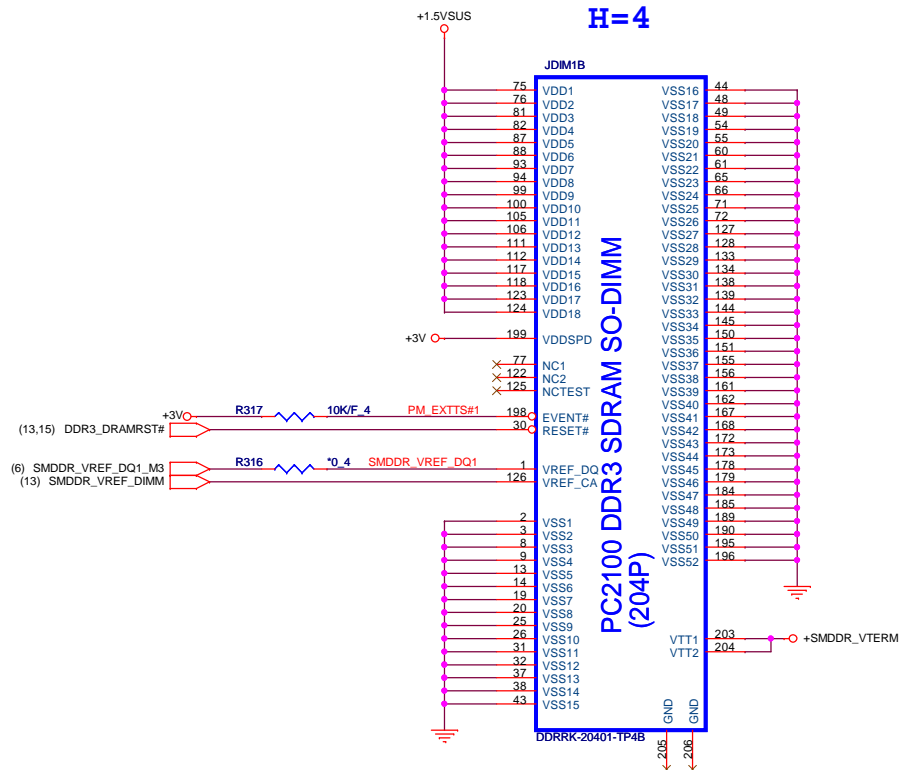 H=4
+1.5VSUS
JDIM1B
75 VDD1 VSS16 44
76 VDD2 VSS17 48
81 VDD3 VSS18 49
82 VDD4 VSS19 54
87 VDD5 VSS20 55
88 VDD6 VSS21 60
93 VDD7 VSS22 61
94 VDD8 VSS23 65
99 VDD9 VSS24 66
100 VDD10 VSS25 71
105 VDD11 VSS26 72
106 VDD12 VSS27 127
111 VDD13 VSS28 128
112 VDD14 VSS29 133
117 VDD15 VSS30 134
118 VDD16 VSS31 138
123 VDD17 VSS32 139
124 VDD18 VSS33 144
VSS34 145
+3V 199 VDDSPD VSS35 150
VSS36 151
77 NC1 VSS37 155
122 NC2 VSS38 156
125 NCTEST VSS39 161
VSS40 162
+3V R317 10K/F_4 PM_EXTTS#1 198 EVENT# VSS41 167
(13,15) DDR3_DRAMRST# 30 RESET# VSS42 168
VSS43 172
VSS44 173
(6) SMDDR_VREF_DQ1_M3 R316 *0_4 SMDDR_VREF_DQ1 1 VREF_DQ VSS45 178
(13) SMDDR_VREF_DIMM 126 VREF_CA VSS46 179
VSS47 184
VSS48 185
2 VSS1 VSS49 189
3 VSS2 VSS50 190
8 VSS3 VSS51 195
9 VSS4 VSS52 196
13 VSS5
14 VSS6
19 VSS7
20 VSS8
25 VSS9
26 VSS10 VTT1 203 +SMDDR_VTERM
31 VSS11 VTT2 204
32 VSS12
37 VSS13
38 VSS14
43 VSS15
PC2100 DDR3 SDRAM SO-DIMM
(204P)
GND GND
DDRRK-20401-TP4B
205 206